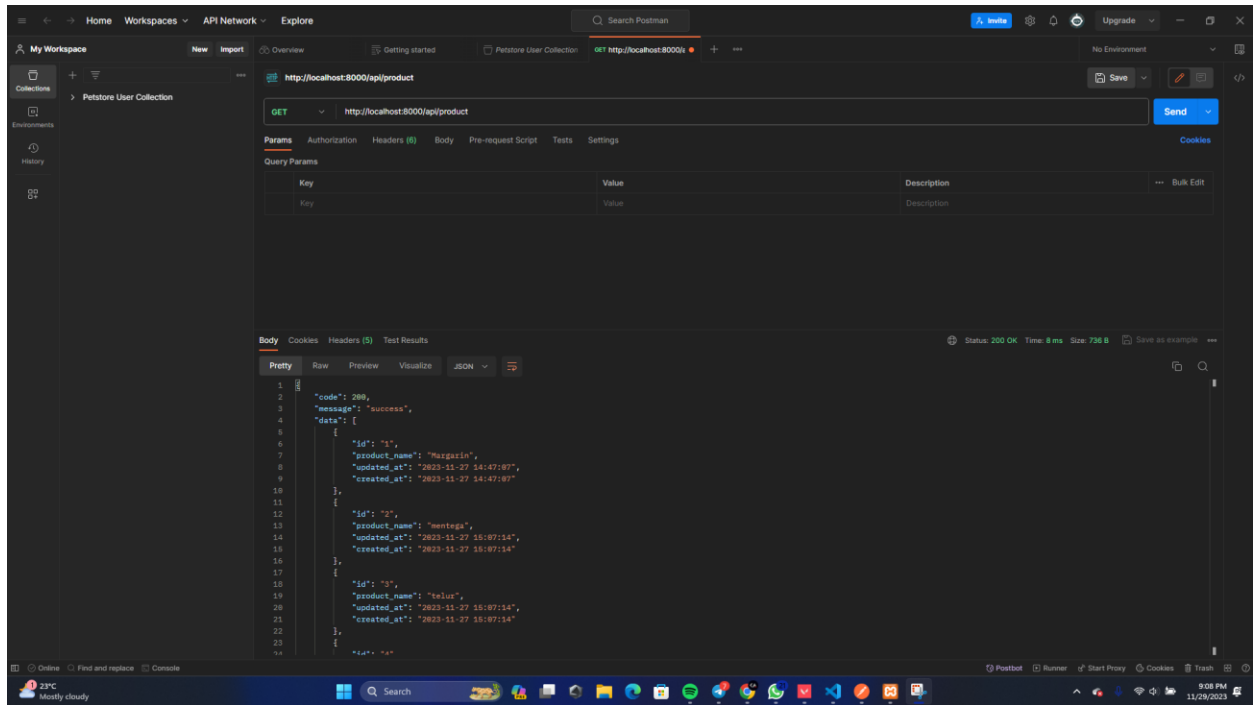 Home Workspaces API Network Explore Search Postman Invite Upgrade
My Workspace New Import Overview Getting started Petstore User Collection GET http://localhost:8000/a No Environment
Collections
Petstore User Collection
Environments
History
http://localhost:8000/api/product Save
GET http://localhost:8000/api/product Send
Params Authorization Headers (6) Body Pre-request Script Tests Settings Cookies
Query Params
Key Value Description Bulk Edit
Key Value Description
Body Cookies Headers (5) Test Results Status: 200 OK Time: 8 ms Size: 736 B Save as example
Pretty Raw Preview Visualize JSON
1 {
2 "code": 200,
3 "message": "success",
4 "data": [
5 {
6 "id": "1",
7 "product_name": "Margarin",
8 "updated_at": "2023-11-27 14:47:07",
9 "created_at": "2023-11-27 14:47:07"
10 },
11 {
12 "id": "2",
13 "product_name": "mentega",
14 "updated_at": "2023-11-27 15:07:14",
15 "created_at": "2023-11-27 15:07:14"
16 },
17 {
18 "id": "3",
19 "product_name": "telur",
20 "updated_at": "2023-11-27 15:07:14",
21 "created_at": "2023-11-27 15:07:14"
22 },
23 {
24 "id": "4"
Online Find and replace Console Postbot Runner Start Proxy Cookies Trash
23°C
Mostly cloudy
Search
9:08 PM
11/29/2023